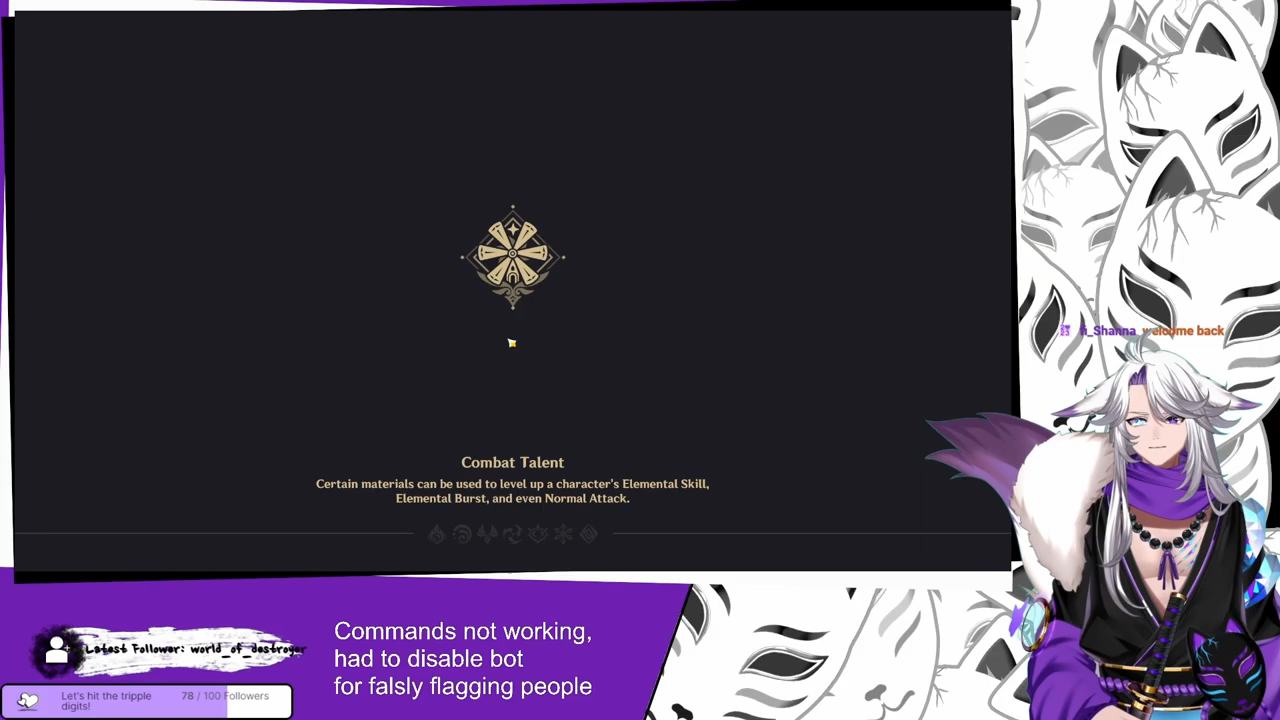 fi_Shanna welcome back
Combat Talent
Certain materials can be used to level up a character's Elemental Skill,
Elemental Burst, and even Normal Attack.
Commands not working,
had to disable bot
for falsly flagging people
Latest Follower: world_of_destroyer
Let's hit the tripple 78 / 100 Followers
digits!